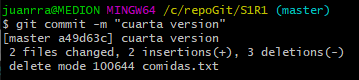 juanrra@MEDION MINGW64 /c/repoGit/S1R1 (master)
$ git commit -m "cuarta version"
[master a49d63c] cuarta version
2 files changed, 2 insertions(+), 3 deletions(-)
delete mode 100644 comidas.txt